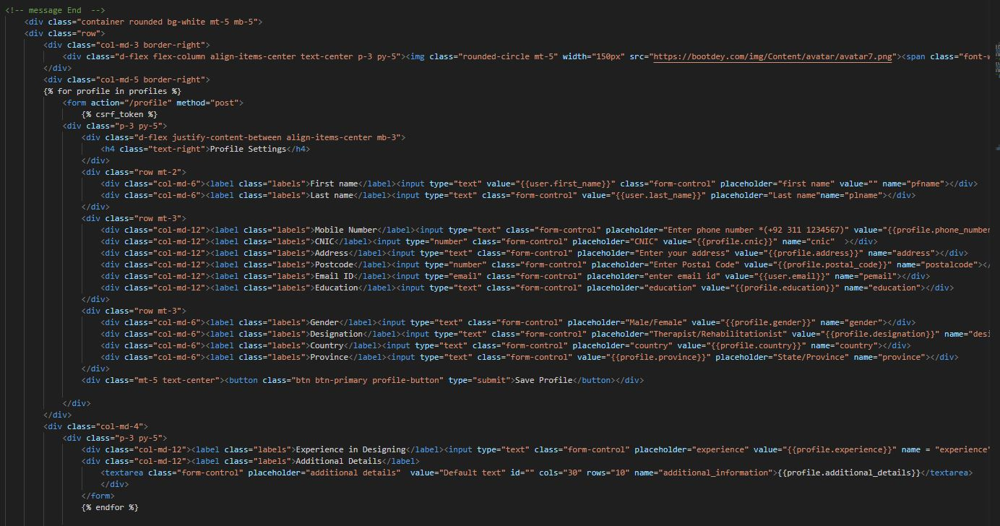 <!-- message End  -->
<div class="container rounded bg-white mt-5 mb-5">
<div class="row">
<div class="col-md-3 border-right">
<div class="d-flex flex-column align-items-center text-center p-3 py-5"><img class="rounded-circle mt-5" width="150px" src="https://bootdey.com/img/Content/avatar/avatar7.png"><span class="font-w
</div>
<div class="col-md-5 border-right">
{% for profile in profiles %}
<form action="/profile" method="post">
{% csrf_token %}
<div class="p-3 py-5">
<div class="d-flex justify-content-between align-items-center mb-3">
<h4 class="text-right">Profile Settings</h4>
</div>
<div class="row mt-2">
<div class="col-md-6"><label class="labels">First name</label><input type="text" value="{{user.first_name}}" class="form-control" placeholder="first name" value="" name="pfname"></div>
<div class="col-md-6"><label class="labels">Last name</label><input type="text" class="form-control" value="{{user.last_name}}" placeholder="Last name"name="plname"></div>
</div>
<div class="row mt-3">
<div class="col-md-12"><label class="labels">Mobile Number</label><input type="text" class="form-control" placeholder="Enter phone number *(+92 311 1234567)" value="{{profile.phone_number
<div class="col-md-12"><label class="labels">CNIC</label><input type="number" class="form-control" placeholder="CNIC" value="{{profile.cnic}}" name="cnic"  ></div>
<div class="col-md-12"><label class="labels">Address</label><input type="text" class="form-control" placeholder="Enter your address" value="{{profile.address}}" name="address"></div>
<div class="col-md-12"><label class="labels">Postcode</label><input type="number" class="form-control" placeholder="Enter Postal Code" value="{{profile.postal_code}}" name="postalcode"></
<div class="col-md-12"><label class="labels">Email ID</label><input type="email" class="form-control" placeholder="enter email id" value="{{user.email}}" name="pemail"></div>
<div class="col-md-12"><label class="labels">Education</label><input type="text" class="form-control" placeholder="education" value="{{profile.education}}" name="education"></div>
</div>
<div class="row mt-3">
<div class="col-md-6"><label class="labels">Gender</label><input type="text" class="form-control" placeholder="Male/Female" value="{{profile.gender}}" name="gender"></div>
<div class="col-md-6"><label class="labels">Designation</label><input type="text" class="form-control" placeholder="Therapist/Rehabilitationist" value="{{profile.designation}}" name="desi
<div class="col-md-6"><label class="labels">Country</label><input type="text" class="form-control" placeholder="country" value="{{profile.country}}" name="country"></div>
<div class="col-md-6"><label class="labels">Province</label><input type="text" class="form-control" value="{{profile.province}}" placeholder="State/Province" name="province"></div>
</div>
<div class="mt-5 text-center"><button class="btn btn-primary profile-button" type="submit">Save Profile</button></div>
</div>
</div>
<div class="col-md-4">
<div class="p-3 py-5">
<div class="col-md-12"><label class="labels">Experience in Designing</label><input type="text" class="form-control" placeholder="experience" value="{{profile.experience}}" name = "experience"
<div class="col-md-12"><label class="labels">Additional Details</label>
<textarea class="form-control" placeholder="additional details"  value="Default text" id="" cols="30" rows="10" name="additional_information">{{profile.additional_details}}</textarea>
</div>
</form>
{% endfor %}